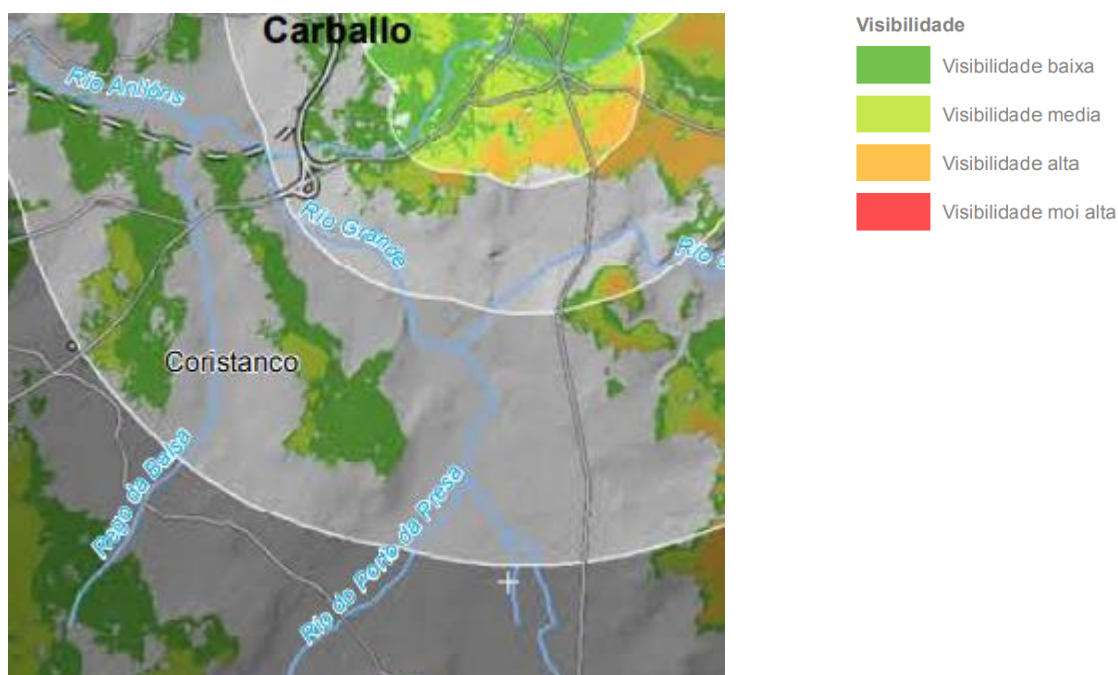 Carballo
Río Anllóns
Río Grande
Río
Coristanco
Rego da Balsa
Río do Porto da Presa
Visibilidade
Visibilidade baixa
Visibilidade media
Visibilidade alta
Visibilidade moi alta